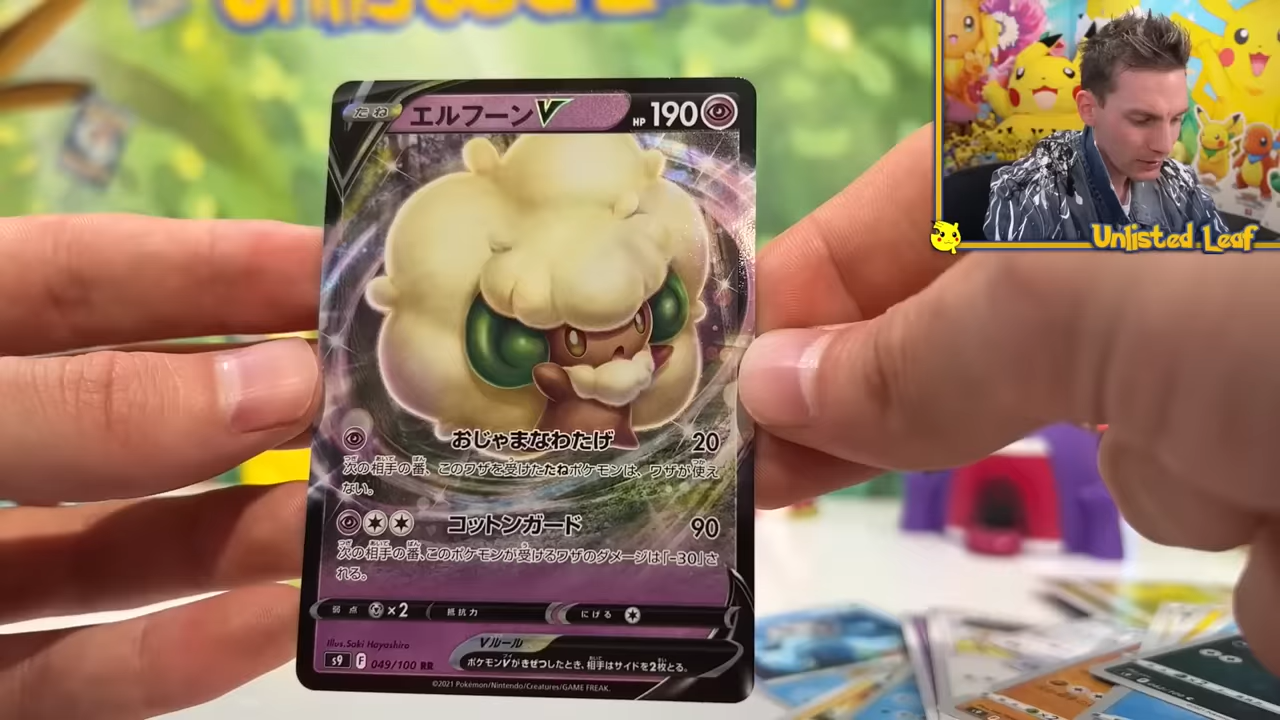 たね エルフーンV HP 190
おじゃまなわたげ 20
次の相手の番、このワザを受けたたねポケモンは、ワザが使え
ない。
コットンガード 90
次の相手の番、このポケモンが受けるワザのダメージは「-30」さ
れる。
弱点 ×2 抵抗力 にげる
Illus.Saki Hayashiro
Vルール
s9 F 049/100 RR
ポケモンVがきぜつしたとき、相手はサイドを2枚とる。
©2021 Pokémon/Nintendo/Creatures/GAME FREAK.
Unlisted Leaf